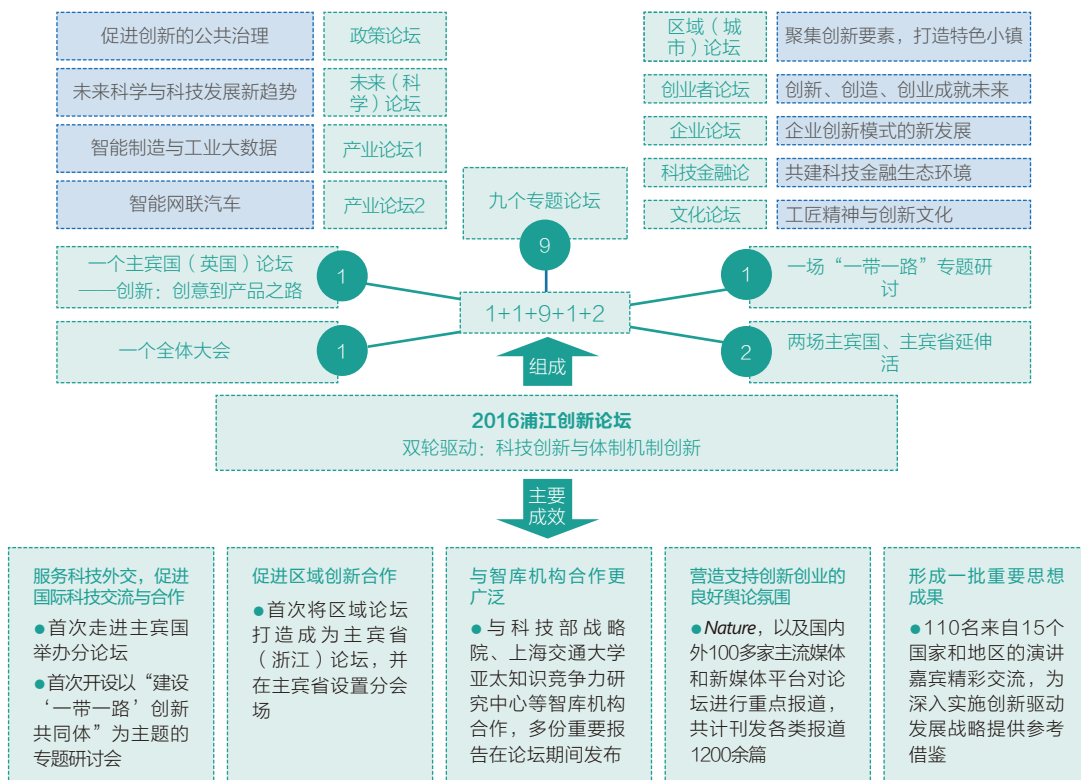 促进创新的公共治理
政策论坛
未来科学与科技发展新趋势
未来（科
学）论坛
智能制造与工业大数据
产业论坛1
智能网联汽车
产业论坛2
九个专题论坛
9
区域（城
市）论坛
聚集创新要素，打造特色小镇
创业者论坛
创新、创造、创业成就未来
企业论坛
企业创新模式的新发展
科技金融论
共建科技金融生态环境
文化论坛
工匠精神与创新文化
一个主宾国（英国）论坛
——创新：创意到产品之路
1
一个全体大会
1
1+1+9+1+2
1
一场“一带一路”专题研
讨
2
两场主宾国、主宾省延伸
活
组成
2016浦江创新论坛
双轮驱动：科技创新与体制机制创新
主要
成效
服务科技外交，促进
国际科技交流与合作
●首次走进主宾国
举办分论坛
●首次开设以“建设
‘一带一路’创新
共同体”为主题的
专题研讨会
促进区域创新合作
●首次将区域论坛
打造成为主宾省
（浙江）论坛，并
在主宾省设置分会
场
与智库机构合作更
广泛
●与科技部战略
院、上海交通大学
亚太知识竞争力研
究中心等智库机构
合作，多份重要报
告在论坛期间发布
营造支持创新创业的
良好舆论氛围
●Nature，以及国内
外100多家主流媒体
和新媒体平台对论
坛进行重点报道，
共计刊发各类报道
1200余篇
形成一批重要思想
成果
●110名来自15个
国家和地区的演讲
嘉宾精彩交流，为
深入实施创新驱动
发展战略提供参考
借鉴